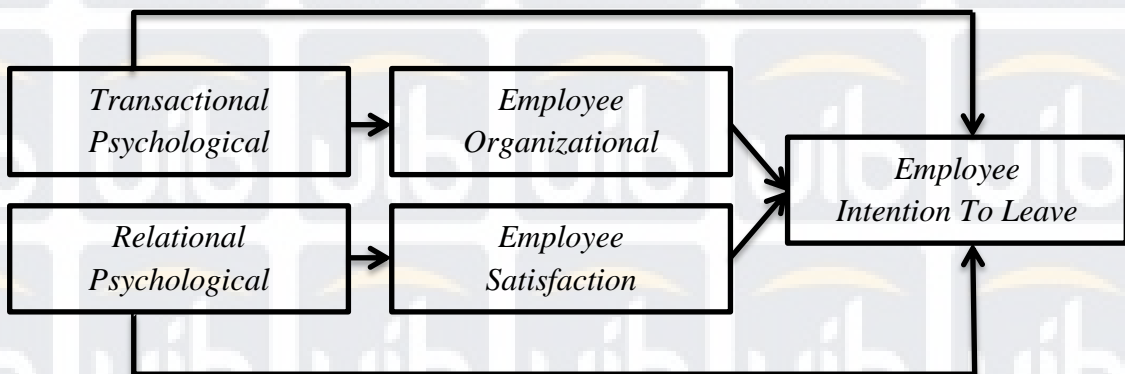 Transactional
Psychological
Employee
Organizational
Employee
Intention To Leave
Relational
Psychological
Employee
Satisfaction